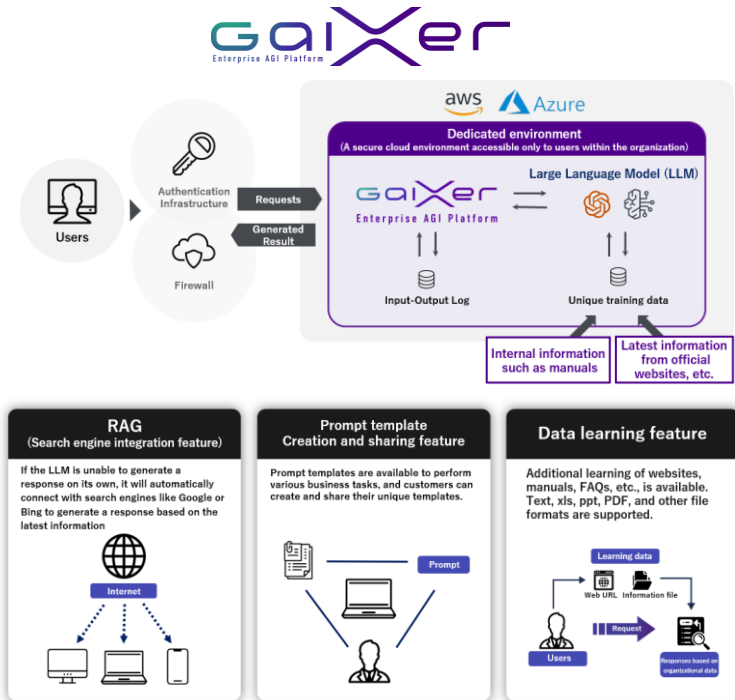 GaiXer
Enterprise AGI Platform
aws
Azure
Dedicated environment
(A secure cloud environment accessible only to users within the organization)
Users
Authentication
Infrastructure
Firewall
Requests
Generated
Result
GaiXer
Enterprise AGI Platform
Large Language Model (LLM)
Input-Output Log
Unique training data
Internal information
such as manuals
Latest information
from official
websites, etc.
RAG
(Search engine integration feature)
If the LLM is unable to generate a
response on its own, it will automatically
connect with search engines like Google or
Bing to generate a response based on the
latest information
Internet
Prompt template
Creation and sharing feature
Prompt templates are available to perform
various business tasks, and customers can
create and share their unique templates.
Prompt
Data learning feature
Additional learning of websites,
manuals, FAQs, etc., is available.
Text, xls, ppt, PDF, and other file
formats are supported.
Learning data
Web URL
Information file
Request
Users
Responses based on
organizational data